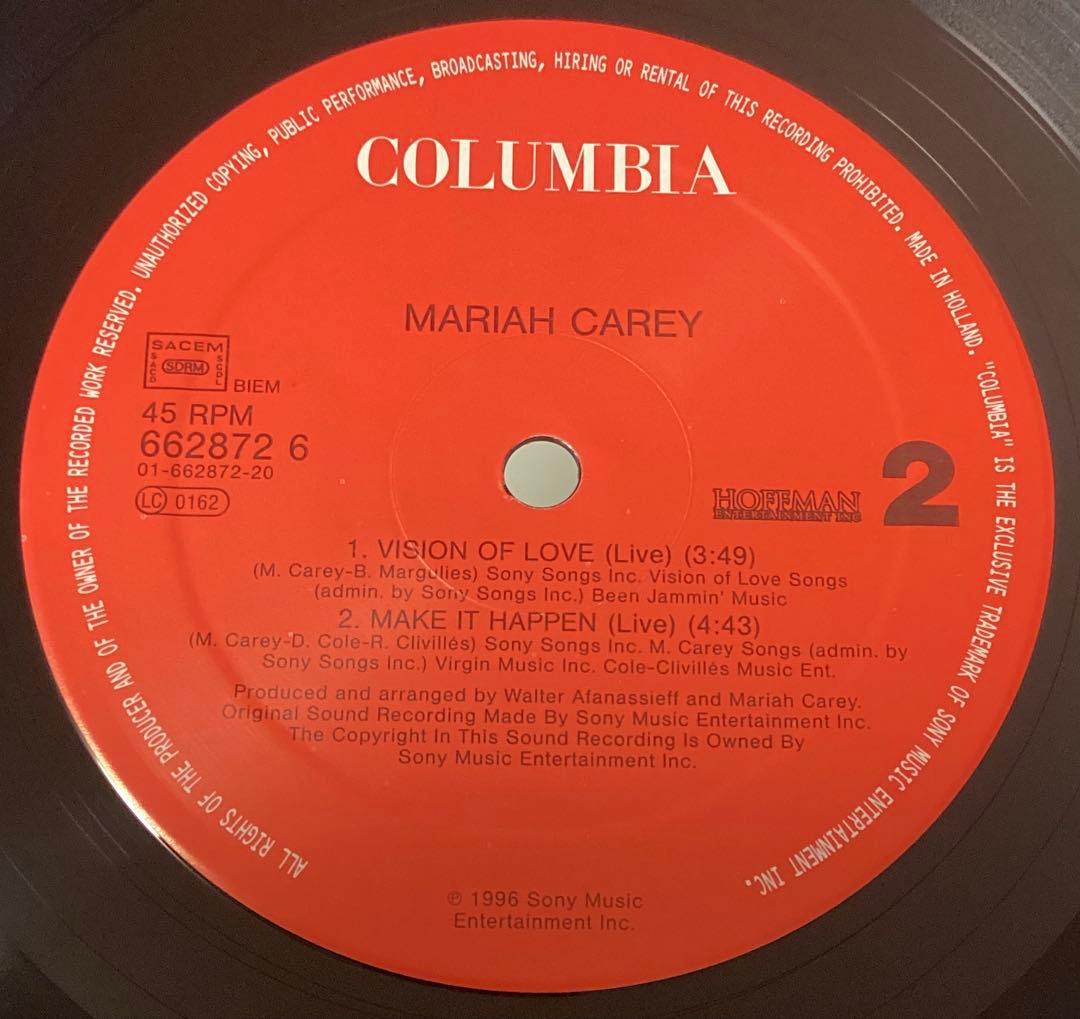 ALL RIGHTS OF THE PRODUCER AND OF THE OWNER OF THE RECORDED WORK RESERVED. UNAUTHORIZED COPYING, PUBLIC PERFORMANCE, BROADCASTING, HIRING OR RENTAL OF THIS RECORDING PROHIBITED. MADE IN HOLLAND. "COLUMBIA" IS THE EXCLUSIVE TRADEMARK OF SONY MUSIC ENTERTAINMENT INC.
COLUMBIA
MARIAH CAREY
SACEM
SACD SDRM SGDL
BIEM
45 RPM
662872 6
01-662872-20
LC 0162
HOFFMAN
ENTERTAINMENT INC
2
1. VISION OF LOVE (Live) (3:49)
(M. Carey-B. Margulies) Sony Songs Inc. Vision of Love Songs
(admin. by Sony Songs Inc.) Been Jammin' Music
2. MAKE IT HAPPEN (Live) (4:43)
(M. Carey-D. Cole-R. Clivillés) Sony Songs Inc. M. Carey Songs (admin. by
Sony Songs Inc.) Virgin Music Inc. Cole-Clivillés Music Ent.
Produced and arranged by Walter Afanassieff and Mariah Carey.
Original Sound Recording Made By Sony Music Entertainment Inc.
The Copyright In This Sound Recording Is Owned By
Sony Music Entertainment Inc.
℗ 1996 Sony Music
Entertainment Inc.